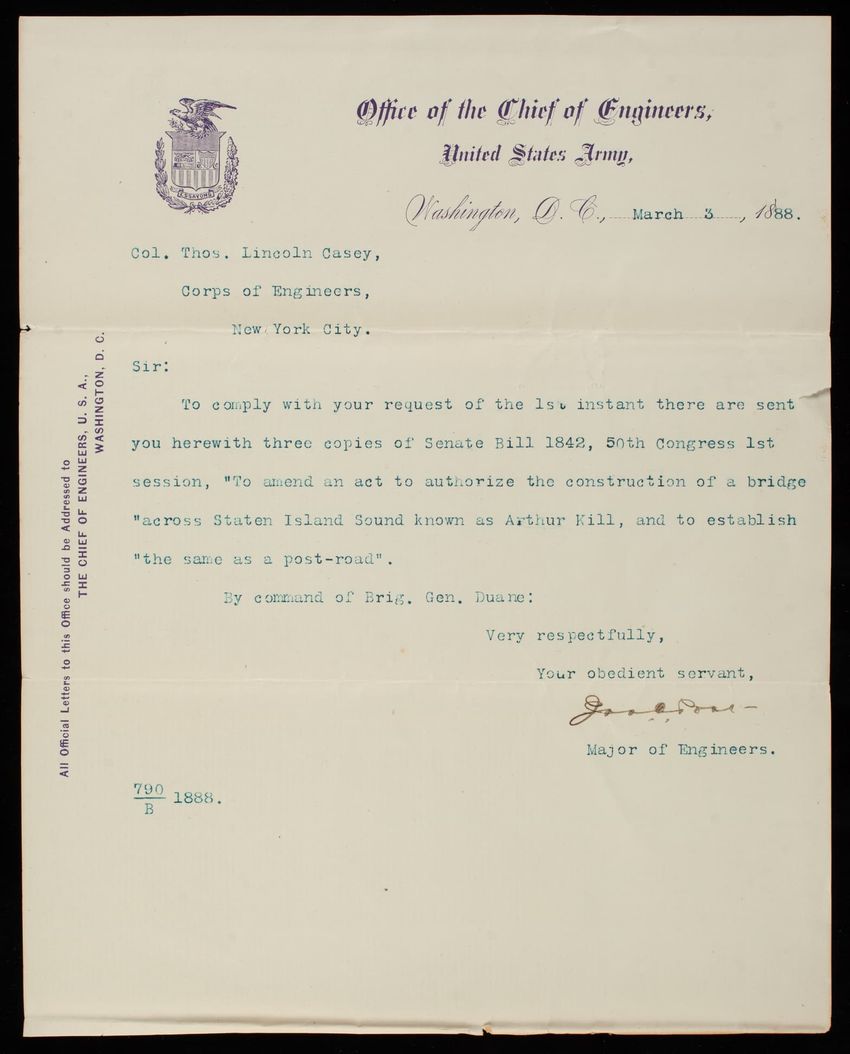 Office of the Chief of Engineers,
United States Army,
Washington, D. C., March 3, 1888.
ESSAYONS
Col. Thos. Lincoln Casey,
Corps of Engineers,
New York City.
Sir:
To comply with your request of the 1st instant there are sent
you herewith three copies of Senate Bill 1842, 50th Congress 1st
session, "To amend an act to authorize the construction of a bridge
"across Staten Island Sound known as Arthur Kill, and to establish
"the same as a post-road".
By command of Brig. Gen. Duane:
Very respectfully,
Your obedient servant,
Major of Engineers.
790
B 1888.
All Official Letters to this Office should be Addressed to
THE CHIEF OF ENGINEERS, U. S. A.,
WASHINGTON, D. C.